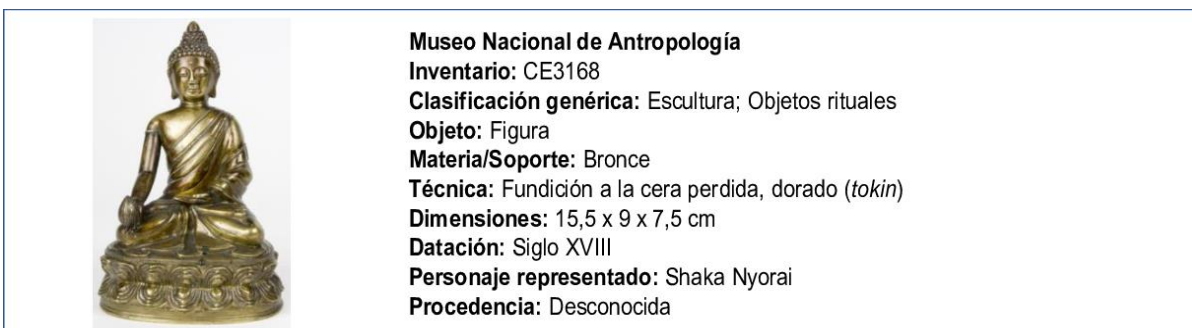 Museo Nacional de Antropología
Inventario: CE3168
Clasificación genérica: Escultura; Objetos rituales
Objeto: Figura
Materia/Soporte: Bronce
Técnica: Fundición a la cera perdida, dorado (tokin)
Dimensiones: 15,5 x 9 x 7,5 cm
Datación: Siglo XVIII
Personaje representado: Shaka Nyorai
Procedencia: Desconocida